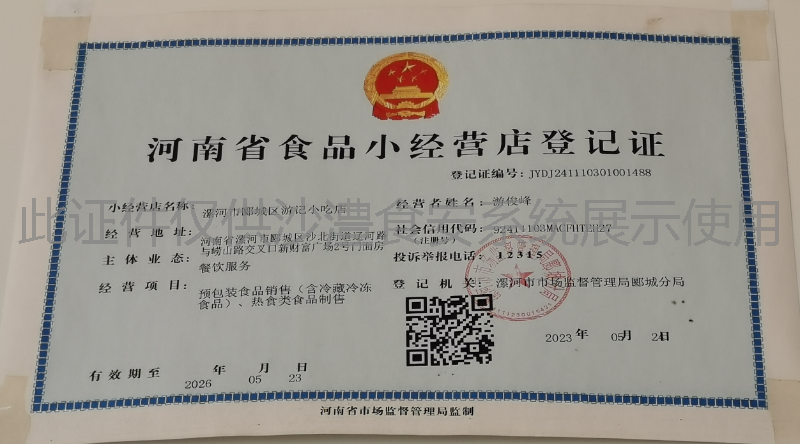 河南省食品小经营店登记证
登记证编号: JYDJ241110301001488
小经营店名称: 漯河市郾城区游记小吃店
经营者姓名: 游俊峰
经营地址: 河南省漯河市郾城区沙北街道辽河路与崂山路交叉口新财富广场2号门面房
社会信用代码: 92411103MACFHTEH27
(注册号)
主体业态: 餐饮服务
投诉举报电话: 12315
经营项目: 预包装食品销售(含冷藏冷冻食品)、热食类食品制售
登记机关: 漯河市市场监督管理局郾城分局
2023年 05月 24日
有效期至 2026年 05月 23日
河南省市场监督管理局监制
此证件仅供沙澧食安系统展示使用